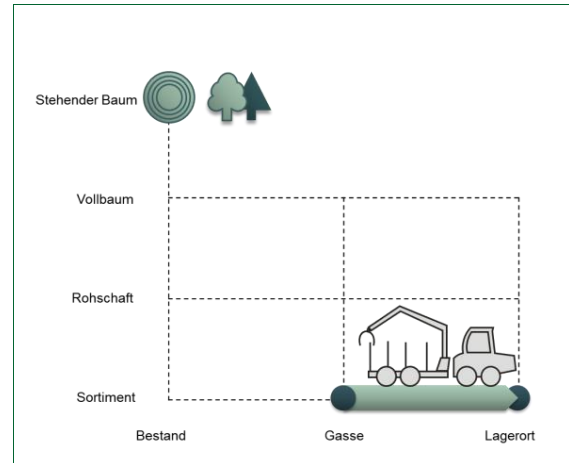 Stehender Baum
Vollbaum
Rohschaft
Sortiment
Bestand Gasse Lagerort